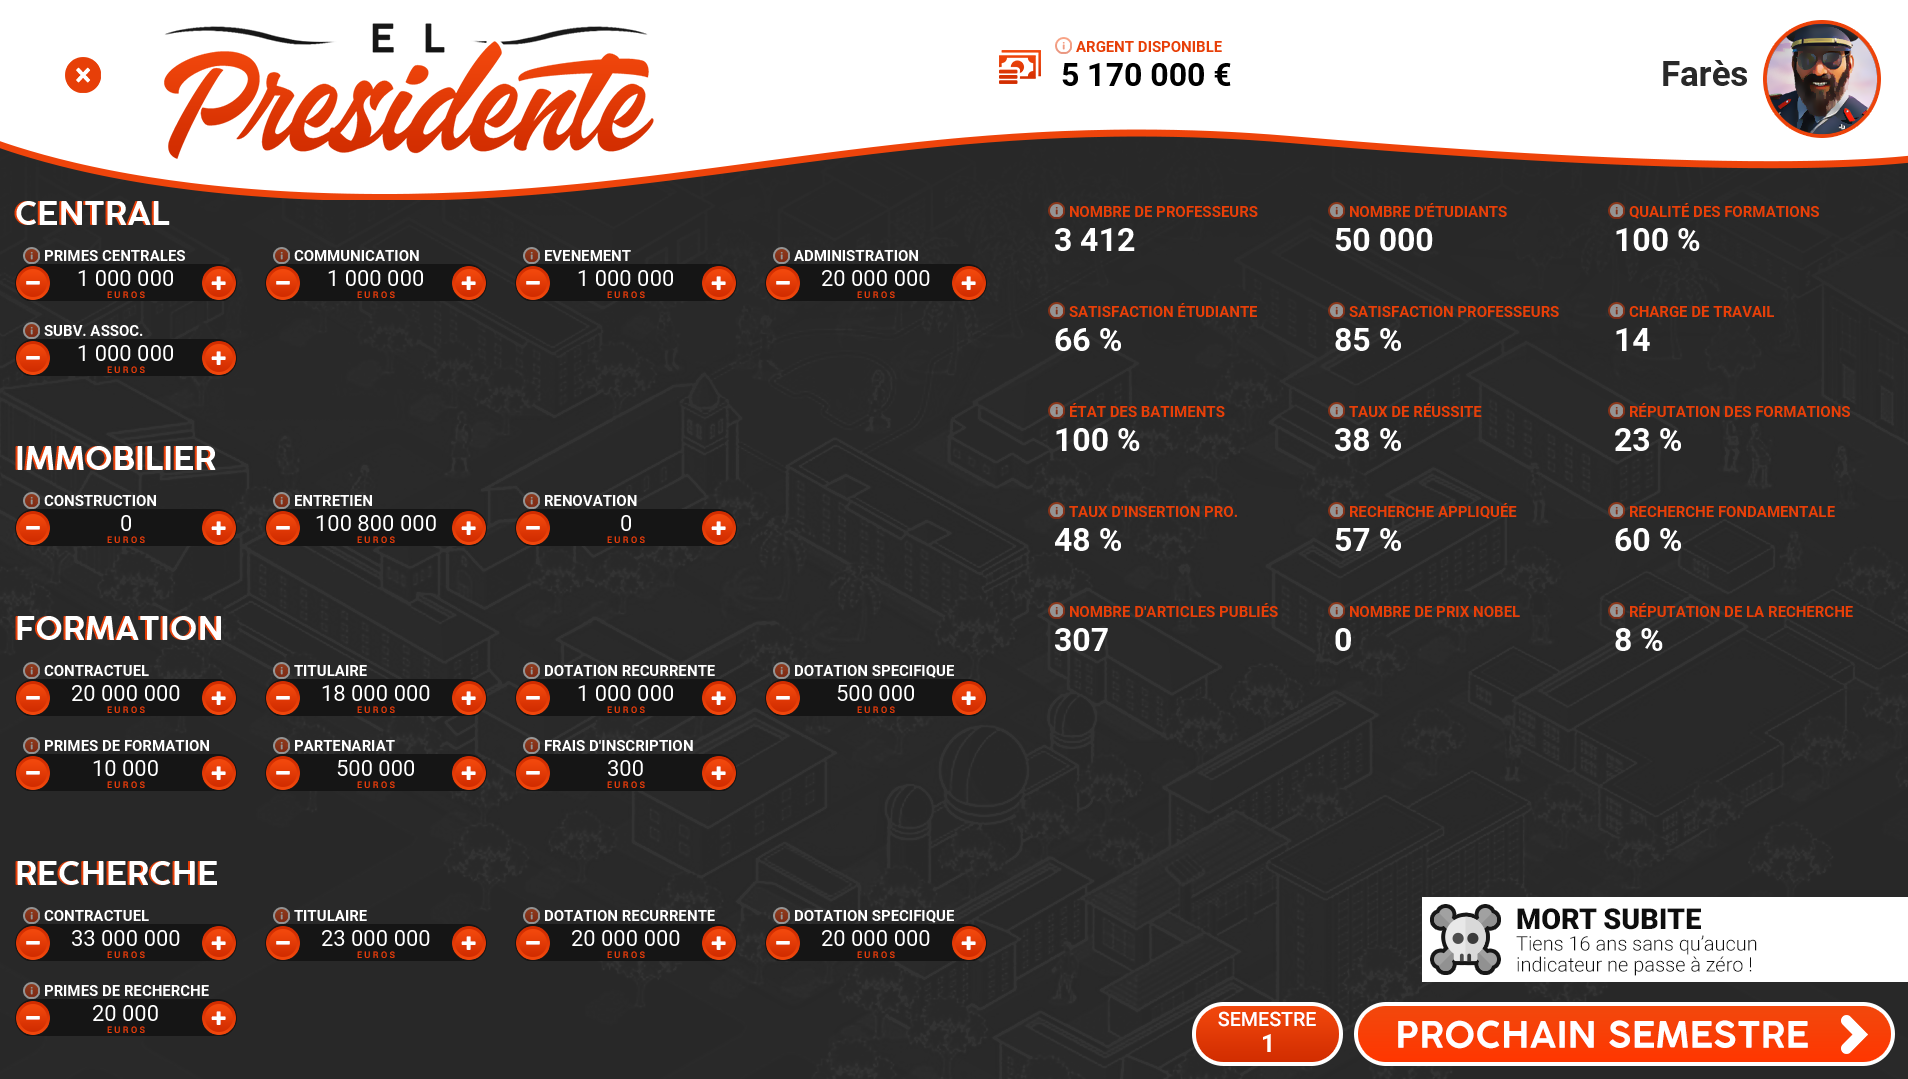 EL
Presidente
ARGENT DISPONIBLE
5 170 000 €
Farès
CENTRAL
PRIMES CENTRALES
1 000 000
EUROS
COMMUNICATION
1 000 000
EUROS
EVENEMENT
1 000 000
EUROS
ADMINISTRATION
20 000 000
EUROS
SUBV. ASSOC.
1 000 000
EUROS
IMMOBILIER
CONSTRUCTION
0
EUROS
ENTRETIEN
100 800 000
EUROS
RENOVATION
0
EUROS
FORMATION
CONTRACTUEL
20 000 000
EUROS
TITULAIRE
18 000 000
EUROS
DOTATION RECURRENTE
1 000 000
EUROS
DOTATION SPECIFIQUE
500 000
EUROS
PRIMES DE FORMATION
10 000
EUROS
PARTENARIAT
500 000
EUROS
FRAIS D'INSCRIPTION
300
EUROS
RECHERCHE
CONTRACTUEL
33 000 000
EUROS
TITULAIRE
23 000 000
EUROS
DOTATION RECURRENTE
20 000 000
EUROS
DOTATION SPECIFIQUE
20 000 000
EUROS
PRIMES DE RECHERCHE
20 000
EUROS
NOMBRE DE PROFESSEURS
3 412
NOMBRE D'ÉTUDIANTS
50 000
QUALITÉ DES FORMATIONS
100 %
SATISFACTION ÉTUDIANTE
66 %
SATISFACTION PROFESSEURS
85 %
CHARGE DE TRAVAIL
14
ÉTAT DES BATIMENTS
100 %
TAUX DE RÉUSSITE
38 %
RÉPUTATION DES FORMATIONS
23 %
TAUX D'INSERTION PRO.
48 %
RECHERCHE APPLIQUÉE
57 %
RECHERCHE FONDAMENTALE
60 %
NOMBRE D'ARTICLES PUBLIÉS
307
NOMBRE DE PRIX NOBEL
0
RÉPUTATION DE LA RECHERCHE
8 %
MORT SUBITE
Tiens 16 ans sans qu'aucun
indicateur ne passe à zéro !
SEMESTRE
1
PROCHAIN SEMESTRE